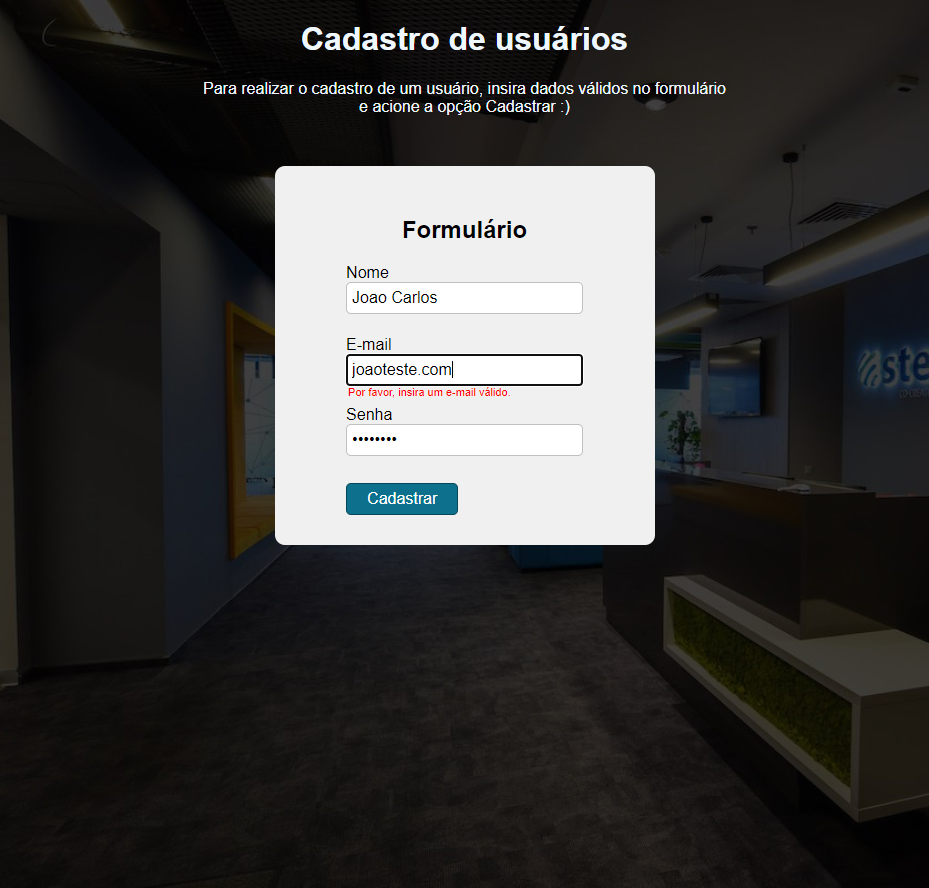 Cadastro de usuários
Para realizar o cadastro de um usuário, insira dados válidos no formulário
e acione a opção Cadastrar :)
Formulário
Nome
Joao Carlos
E-mail
joaoteste.com
Por favor, insira um e-mail válido.
Senha
••••••••
Cadastrar
ste